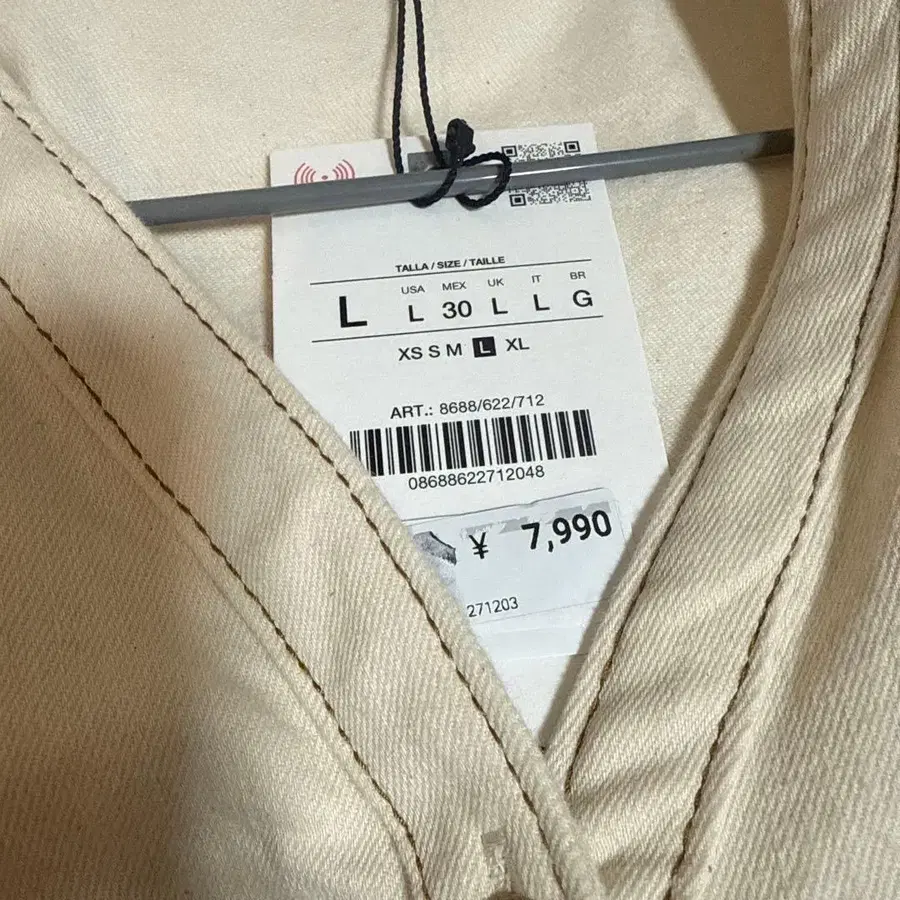 TALLA / SIZE / TAILLE
USA MEX UK IT BR
L L 30 L L G
XS S M L XL
ART.: 8688/622/712
08688622712048
¥ 7,990
271203